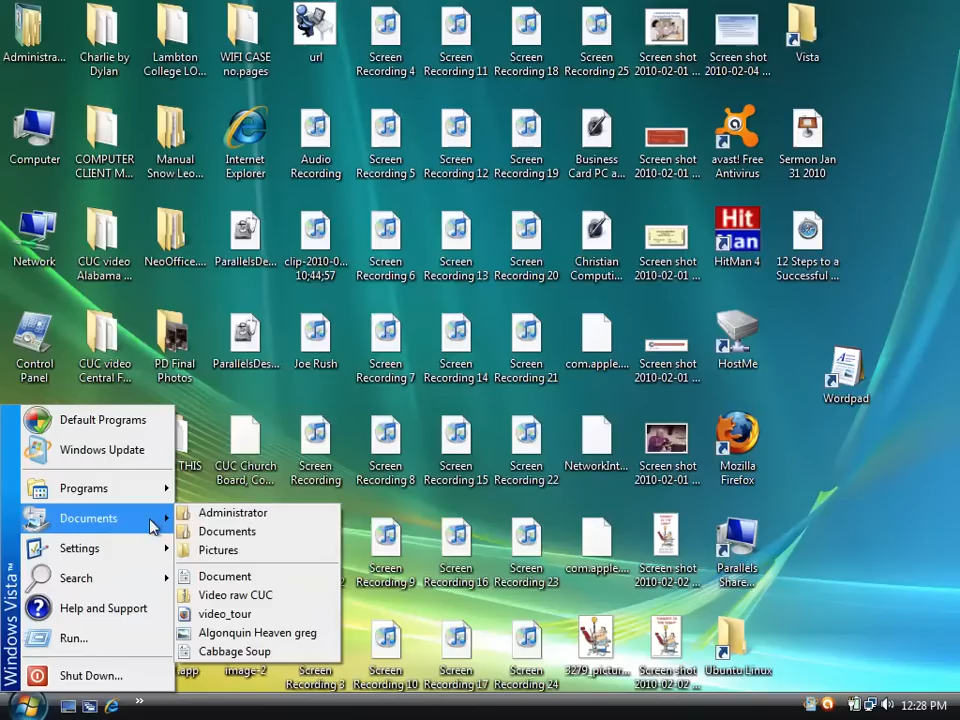 Administra...
Charlie by
Dylan
Lambton
College LO...
WIFI CASE
no.pages
url
Screen
Recording 4
Screen
Recording 11
Screen
Recording 18
Screen
Recording 25
Screen shot
2010-02-01 ...
Screen shot
2010-02-04 ...
Vista
Computer
COMPUTER
CLIENT M...
Manual
Snow Leo...
Internet
Explorer
Audio
Recording
Screen
Recording 5
Screen
Recording 12
Screen
Recording 19
Business
Card PC a...
Screen shot
2010-02-01 ...
avast! Free
Antivirus
Sermon Jan
31 2010
Network
CUC video
Alabama ...
NeoOffice....
ParallelsDe...
clip-2010-0...
10;44;57
Screen
Recording 6
Screen
Recording 13
Screen
Recording 20
Christian
Computi...
Screen shot
2010-02-01 ...
Hit
Man
HitMan 4
12 Steps to a
Successful ...
Control
Panel
CUC video
Central F...
PD Final
Photos
ParallelsDes...
Joe Rush
Screen
Recording 7
Screen
Recording 14
Screen
Recording 21
com.apple....
Screen shot
2010-02-01 ...
HostMe
Wordpad
THIS
CUC Church
Board, Co...
Screen
Recording
Screen
Recording 8
Screen
Recording 15
Screen
Recording 22
NetworkInt...
Screen shot
2010-02-01 ...
Mozilla
Firefox
2
Screen
Recording 9
Screen
Recording 16
Screen
Recording 23
com.apple....
Screen shot
2010-02-02 ...
Parallels
Share...
.app
image-2
Screen
Recording 3
Screen
Recording 10
Screen
Recording 17
Screen
Recording 24
3279_pictur...
Screen shot
2010-02-02 ...
Ubuntu Linux
Windows Vista™
Default Programs
Windows Update
Programs
Documents
Settings
Search
Help and Support
Run...
Shut Down...
Administrator
Documents
Pictures
Document
Video raw CUC
video_tour
Algonquin Heaven greg
Cabbage Soup
»
12:28 PM